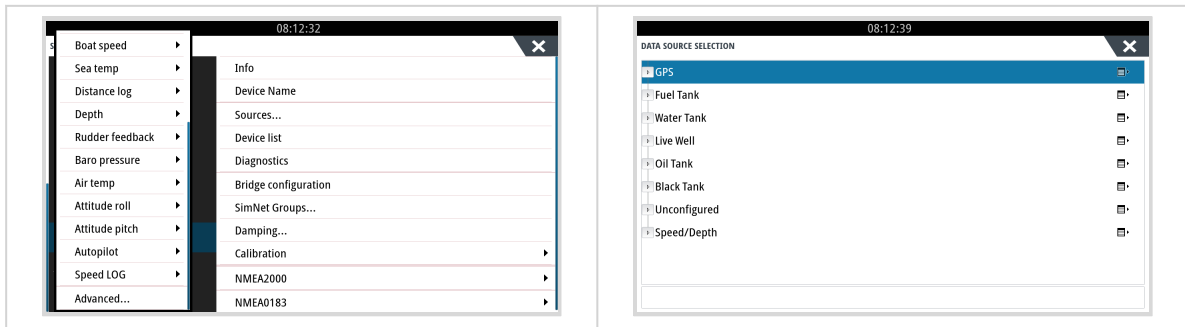 08:12:32
S
Boat speed
Sea temp
Distance log
Depth
Rudder feedback
Baro pressure
Air temp
Attitude roll
Attitude pitch
Autopilot
Speed LOG
Advanced...
Info
Device Name
Sources...
Device list
Diagnostics
Bridge configuration
SimNet Groups...
Damping...
Calibration
NMEA2000
NMEA0183
08:12:39
DATA SOURCE SELECTION
GPS
Fuel Tank
Water Tank
Live Well
Oil Tank
Black Tank
Unconfigured
Speed/Depth